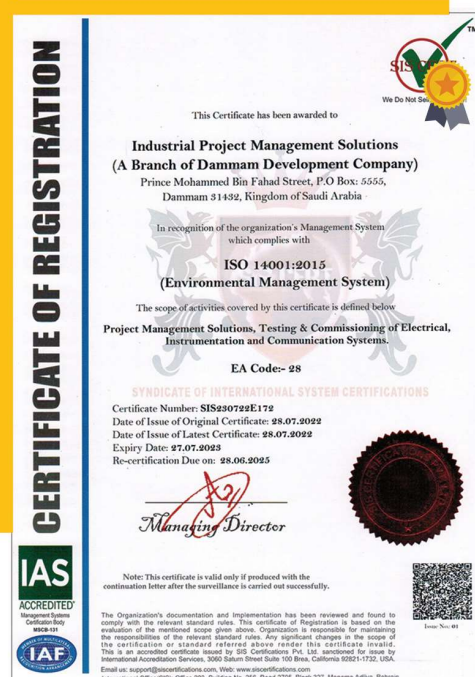 CERTIFICATE OF REGISTRATION
TM
SIS
We Do Not Sel
This Certificate has been awarded to
Industrial Project Management Solutions
(A Branch of Dammam Development Company)
Prince Mohammed Bin Fahad Street, P.O Box: 5555,
Dammam 31432, Kingdom of Saudi Arabia
In recognition of the organization's Management System
which complies with
ISO 14001:2015
(Environmental Management System)
The scope of activities covered by this certificate is defined below
Project Management Solutions, Testing & Commissioning of Electrical,
Instrumentation and Communication Systems.
EA Code:- 28
SYNDICATE OF INTERNATIONAL SYSTEM CERTIFICATIONS
Certificate Number: SIS230722E172
Date of Issue of Original Certificate: 28.07.2022
Date of Issue of Latest Certificate: 28.07.2022
Expiry Date: 27.07.2023
Re-certification Due on: 28.06.2025
Managing Director
Note: This certificate is valid only if produced with the
continuation letter after the surveillance is carried out successfully.
IAS
ACCREDITED
Management Systems
Certification Body
MSCB-131
IAF
Issue No.: 01
The Organization's documentation and Implementation has been reviewed and found to
comply with the relevant standard rules. This certificate of Registration is based on the
evaluation of the mentioned scope given above. Organization is responsible for maintaining
the responsibilities of the relevant standard rules. Any significant changes in the scope of
the certification or standard referred above render this certificate invalid.
This is an accredited certificate issued by SIS Certifications Pvt. Ltd. sanctioned for issue by
International Accreditation Services, 3060 Saturn Street Suite 100 Brea, California 92821-1732, USA.
Email us: support@siscertifications.com, Web: www.siscertifications.com